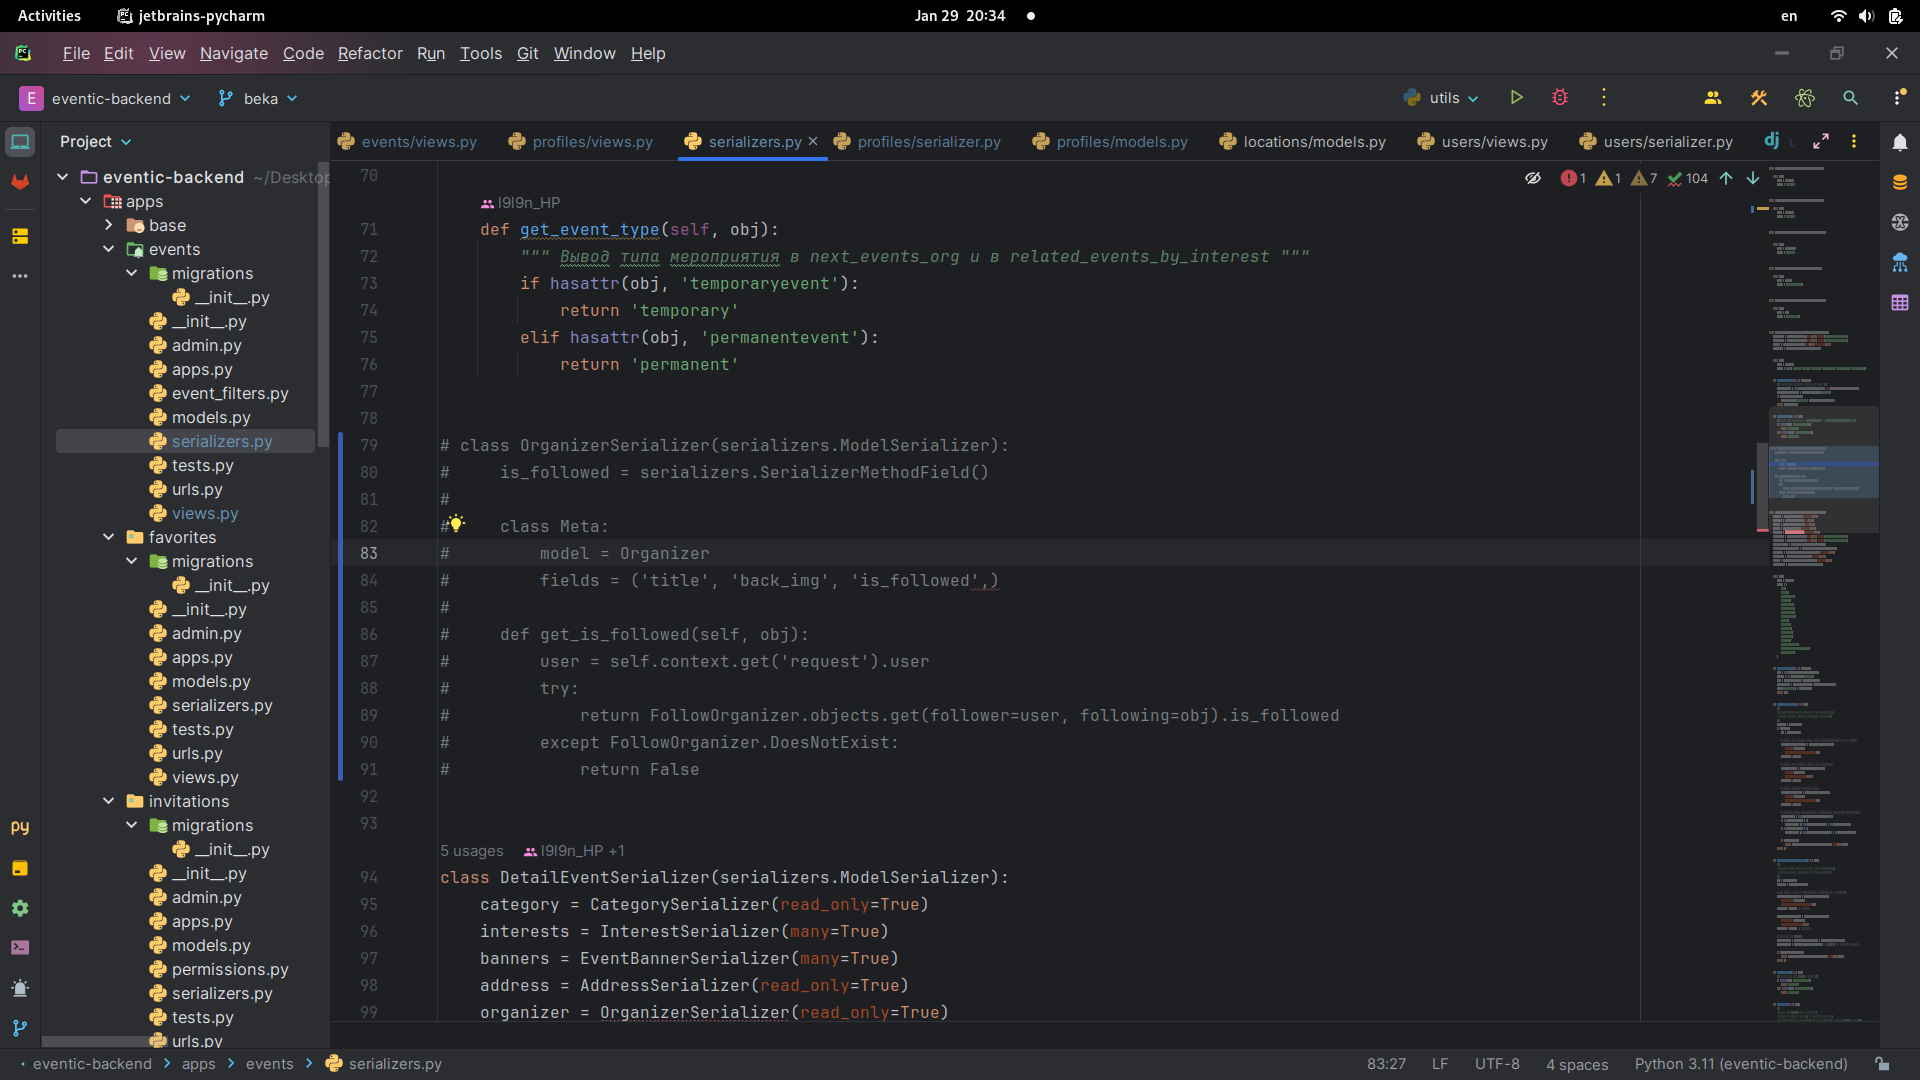 Activities jetbrains-pycharm Jan 29 20:34 en
File Edit View Navigate Code Refactor Run Tools Git Window Help
E eventic-backend beka utils
Project
events/views.py profiles/views.py serializers.py profiles/serializer.py profiles/models.py locations/models.py users/views.py users/serializer.py
eventic-backend ~/Desktop
apps
base
events
migrations
__init__.py
__init__.py
admin.py
apps.py
event_filters.py
models.py
serializers.py
tests.py
urls.py
views.py
favorites
migrations
__init__.py
__init__.py
admin.py
apps.py
models.py
serializers.py
tests.py
urls.py
views.py
invitations
migrations
__init__.py
__init__.py
admin.py
apps.py
models.py
permissions.py
serializers.py
tests.py
urls.py
1 1 7 104
70
I9I9n_HP
71 def get_event_type(self, obj):
72 """ Вывод типа мероприятия в next_events_org и в related_events_by_interest """
73 if hasattr(obj, 'temporaryevent'):
74 return 'temporary'
75 elif hasattr(obj, 'permanentevent'):
76 return 'permanent'
77
78
79 # class OrganizerSerializer(serializers.ModelSerializer):
80 # is_followed = serializers.SerializerMethodField()
81 #
82 # class Meta:
83 # model = Organizer
84 # fields = ('title', 'back_img', 'is_followed',)
85 #
86 # def get_is_followed(self, obj):
87 # user = self.context.get('request').user
88 # try:
89 # return FollowOrganizer.objects.get(follower=user, following=obj).is_followed
90 # except FollowOrganizer.DoesNotExist:
91 # return False
92
93
5 usages I9I9n_HP +1
94 class DetailEventSerializer(serializers.ModelSerializer):
95 category = CategorySerializer(read_only=True)
96 interests = InterestSerializer(many=True)
97 banners = EventBannerSerializer(many=True)
98 address = AddressSerializer(read_only=True)
99 organizer = OrganizerSerializer(read_only=True)
eventic-backend > apps > events > serializers.py 83:27 LF UTF-8 4 spaces Python 3.11 (eventic-backend)